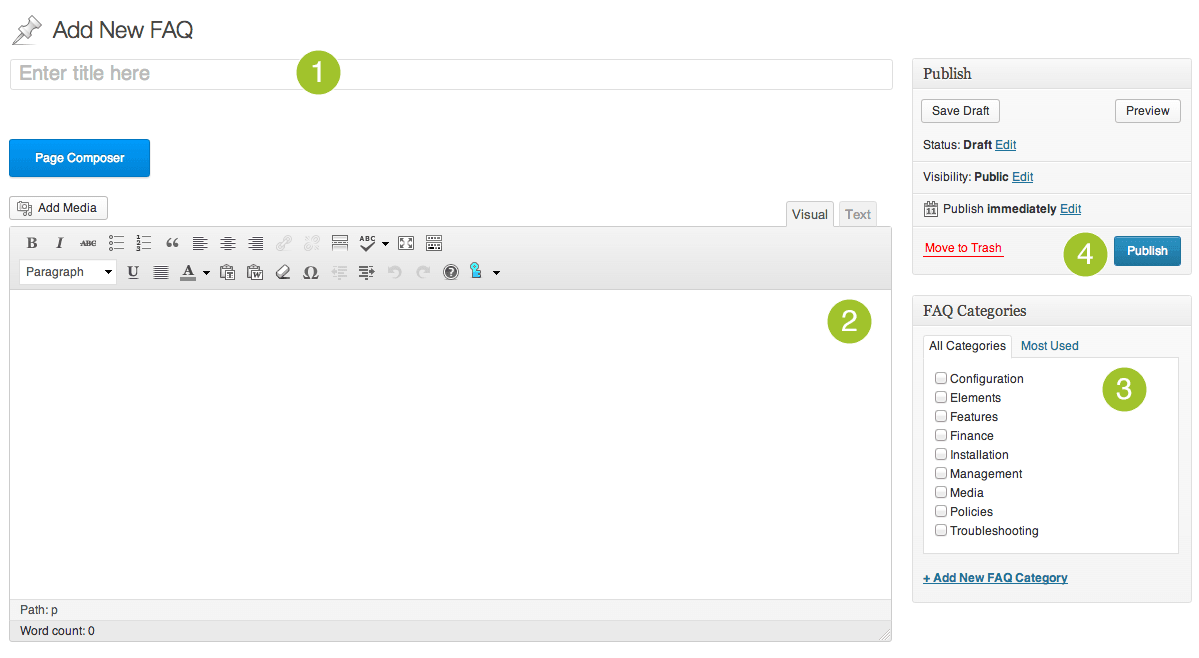 Add New FAQ
Enter title here
1
Page Composer
Add Media
Visual
Text
B I ABC ABC
Paragraph U A W Ω ?
2
Path: p
Word count: 0
Publish
Save Draft
Preview
Status: Draft Edit
Visibility: Public Edit
11 Publish immediately Edit
Move to Trash
4
Publish
FAQ Categories
All Categories
Most Used
3
Configuration
Elements
Features
Finance
Installation
Management
Media
Policies
Troubleshooting
+ Add New FAQ Category